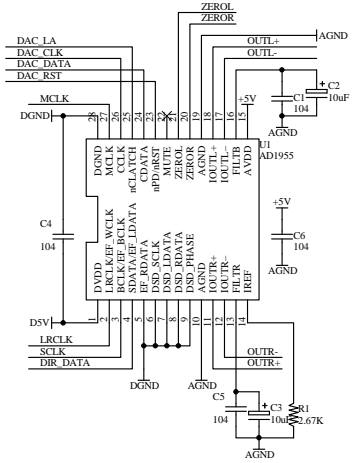 ZEROL
ZEROR
DAC_LA
DAC_CLK
DAC_DATA
DAC_RST
MCLK
OUTL+
OUTL-
AGND
DGND
28
27
26
25
24
23
22
21
20
19
18
17
16
15
+5V
C1
104
C2
10uF
AGND
U1
AD1955
DGND
MCLK
CCLK
nCLATCH
CDATA
nPD/nRST
MUTE
ZEROL
ZEROR
AGND
IOUTL+
IOUTL-
FILTB
AVDD
C4
104
+5V
C6
104
AGND
DVDD
LRCLK/EF_WCLK
BCLK/EF_BCLK
SDATA/EF_LDATA
EF_RDATA
DSD_SCLK
DSD_LDATA
DSD_RDATA
DSD_PHASE
AGND
IOUTR+
IOUTR-
FILTR
IREF
D5V
1
2
3
4
5
6
7
8
9
10
11
12
13
14
LRCLK
SCLK
DIR_DATA
DGND
AGND
OUTR-
OUTR+
C5
104
C3
10uF
R1
2.67K
AGND